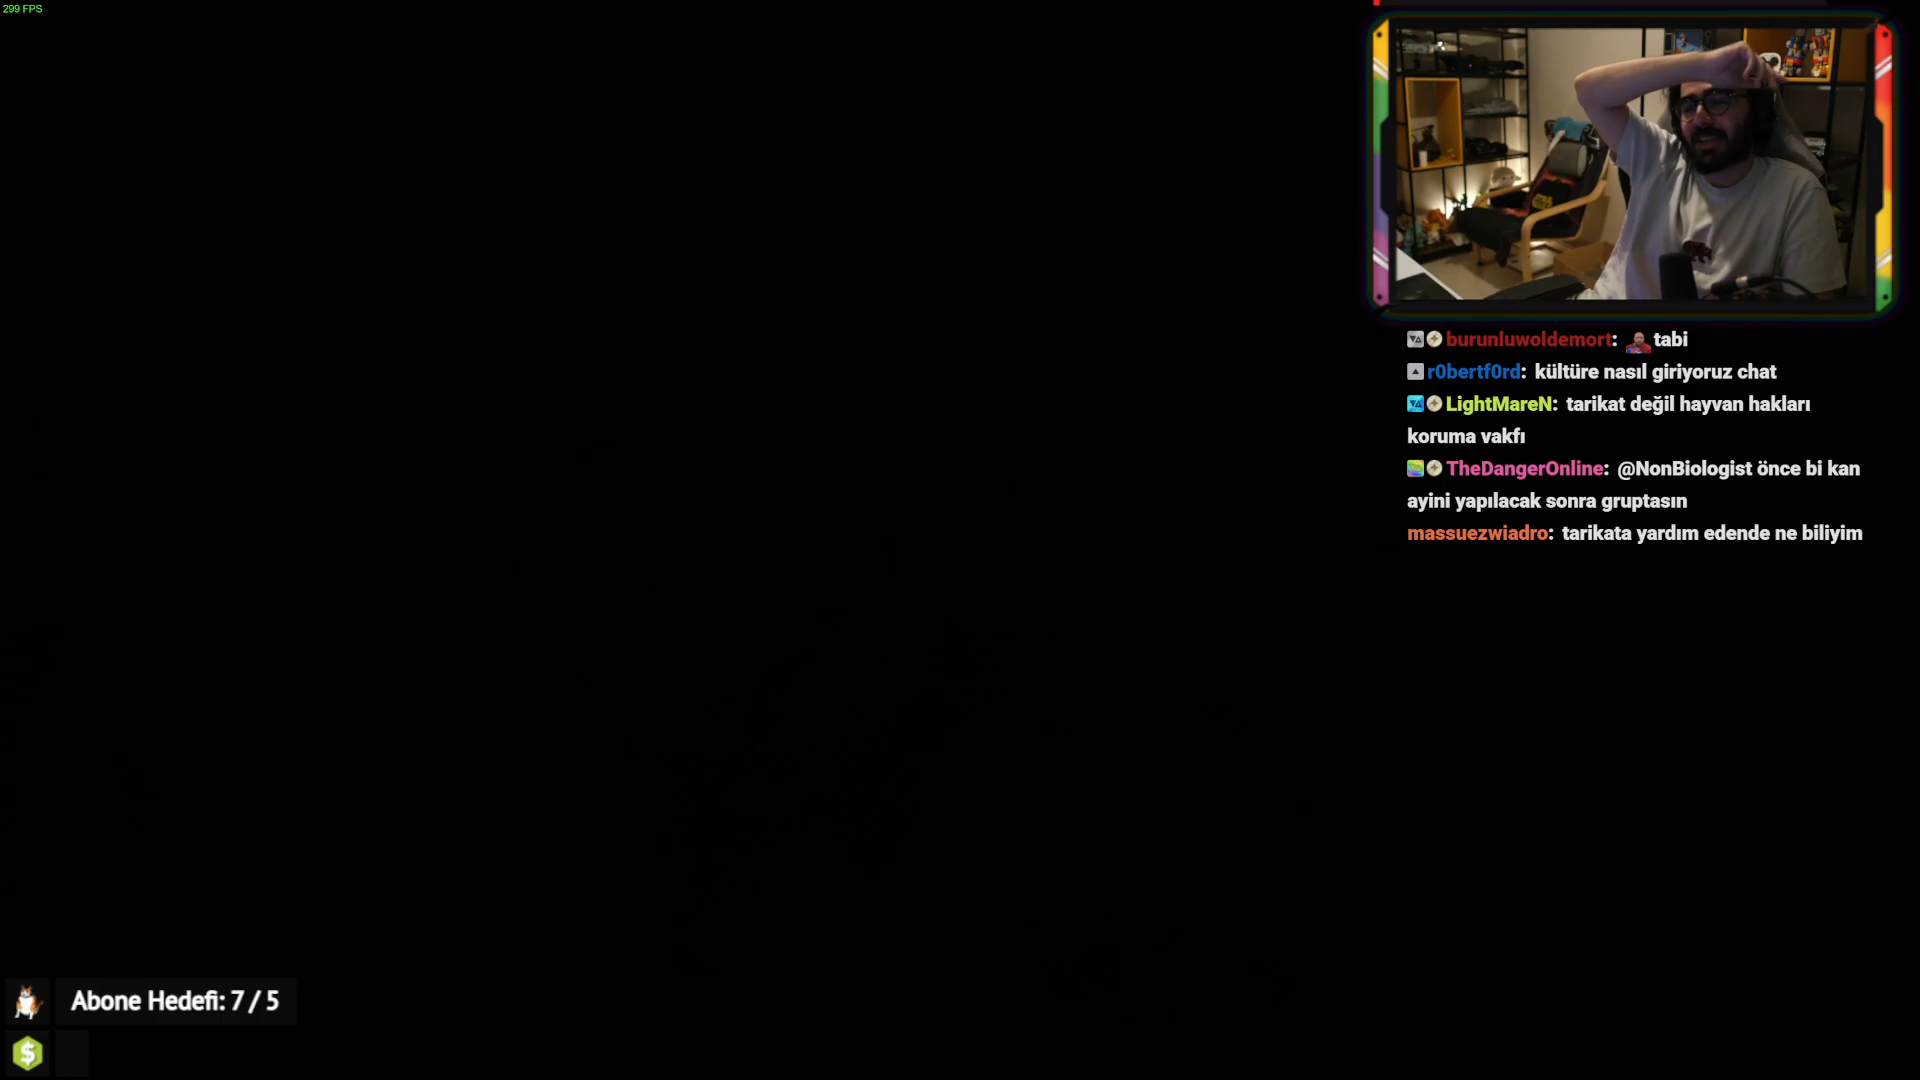 299 FPS
burunluwoldemort: tabi
r0bertf0rd: kültüre nasıl giriyoruz chat
LightMareN: tarikat değil hayvan hakları
koruma vakfı
TheDangerOnline: @NonBiologist önce bi kan
ayini yapılacak sonra gruptasın
massuezwiadro: tarikata yardım edende ne biliyim
Abone Hedefi: 7 / 5